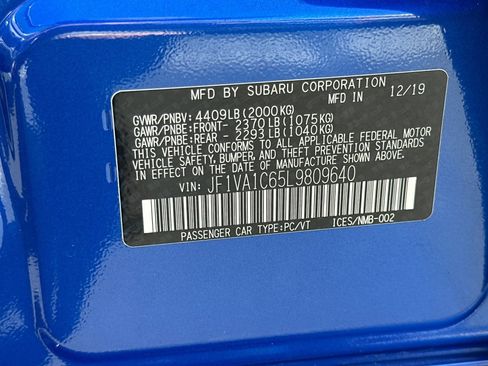 MFD BY SUBARU CORPORATION
MFD IN 12/19
GVWR/PNBV: 4409LB(2000KG)
GAWR/PNBE:FRONT- 2370LB(1075KG)
GAWR/PNBE:REAR - 2293LB(1040KG)
THIS VEHICLE CONFORMS TO ALL APPLICABLE FEDERAL MOTOR
VEHICLE SAFETY, BUMPER, AND THEFT PREVENTION STANDARDS
IN EFFECT ON THE DATE OF MANUFACTURE SHOWN ABOVE.
VIN: JF1VA1C65L9809640
PASSENGER CAR TYPE:PC/VT ICES/NMB-002